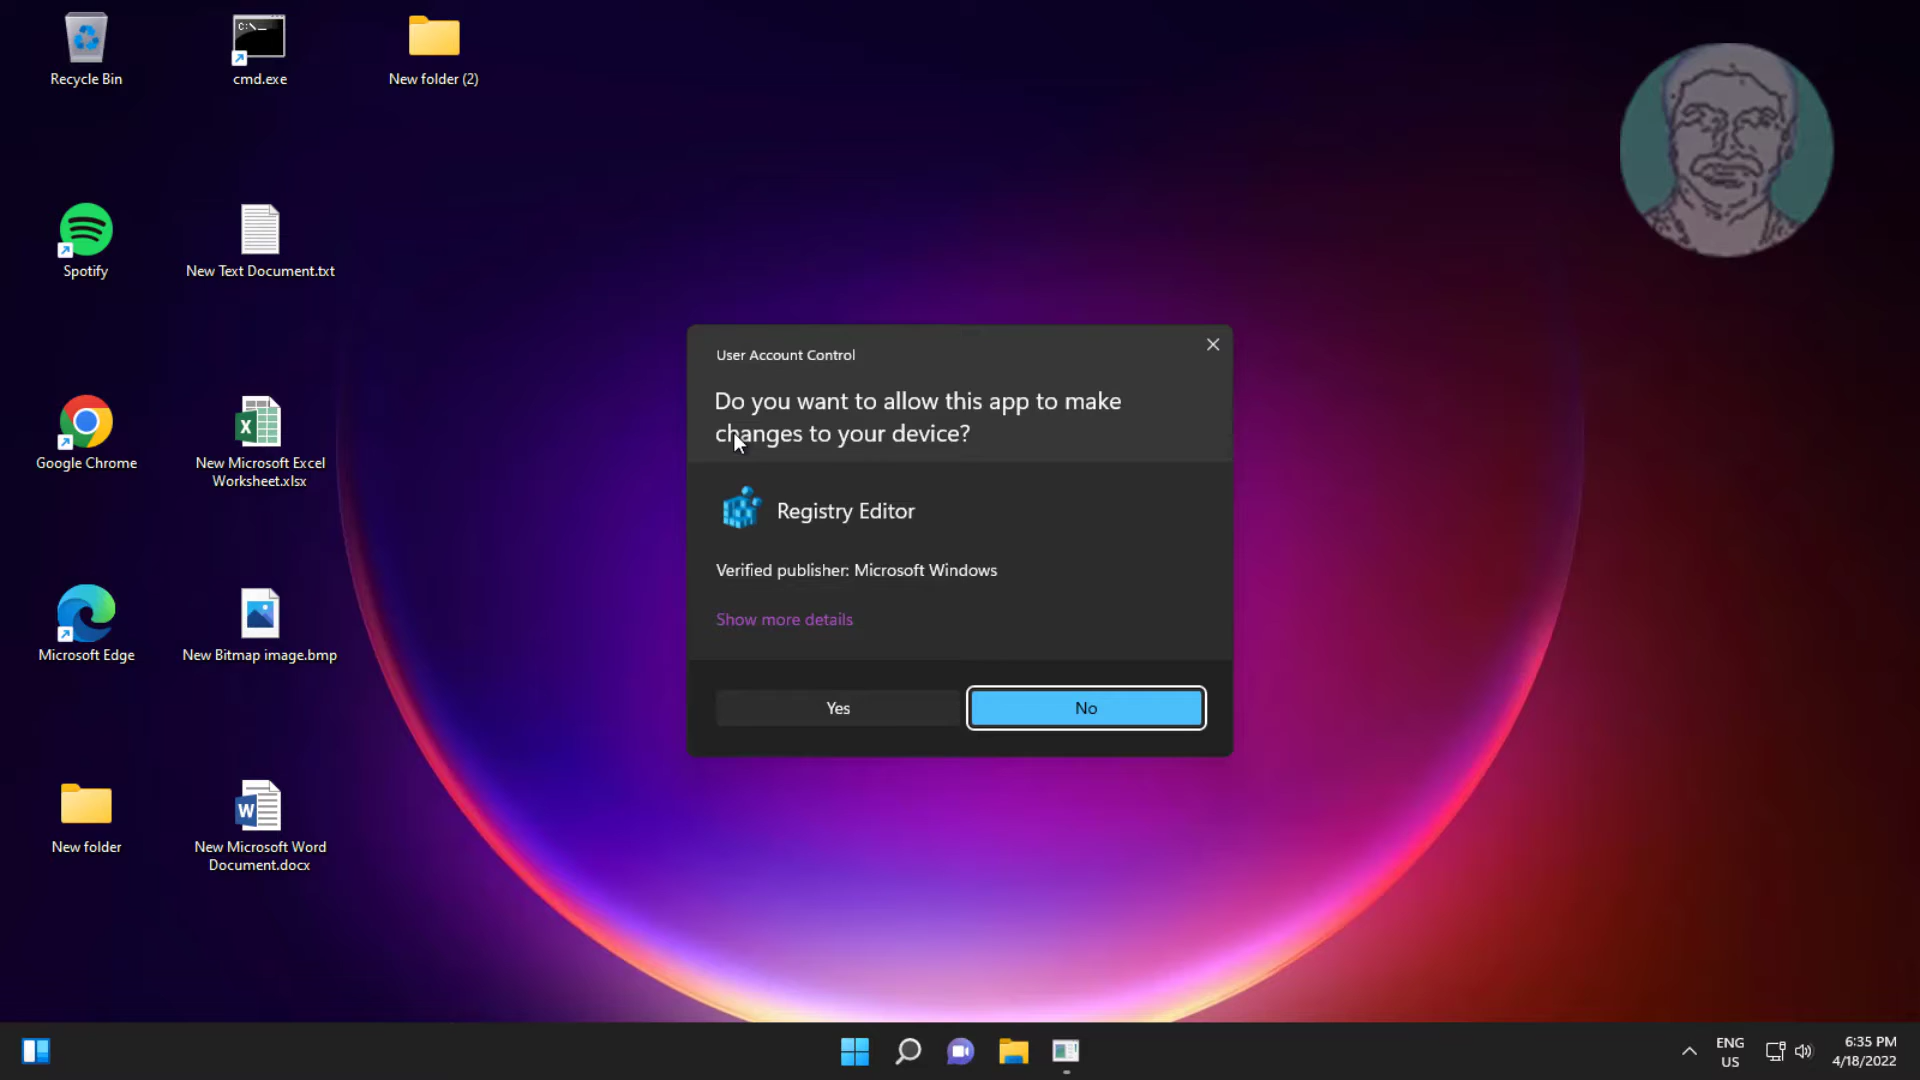 Recycle Bin
cmd.exe
New folder (2)
Spotify
New Text Document.txt
Google Chrome
New Microsoft Excel
Worksheet.xlsx
Microsoft Edge
New Bitmap image.bmp
New folder
New Microsoft Word
Document.docx
User Account Control
Do you want to allow this app to make
changes to your device?
Registry Editor
Verified publisher: Microsoft Windows
Show more details
Yes
No
ENG
US
6:35 PM
4/18/2022